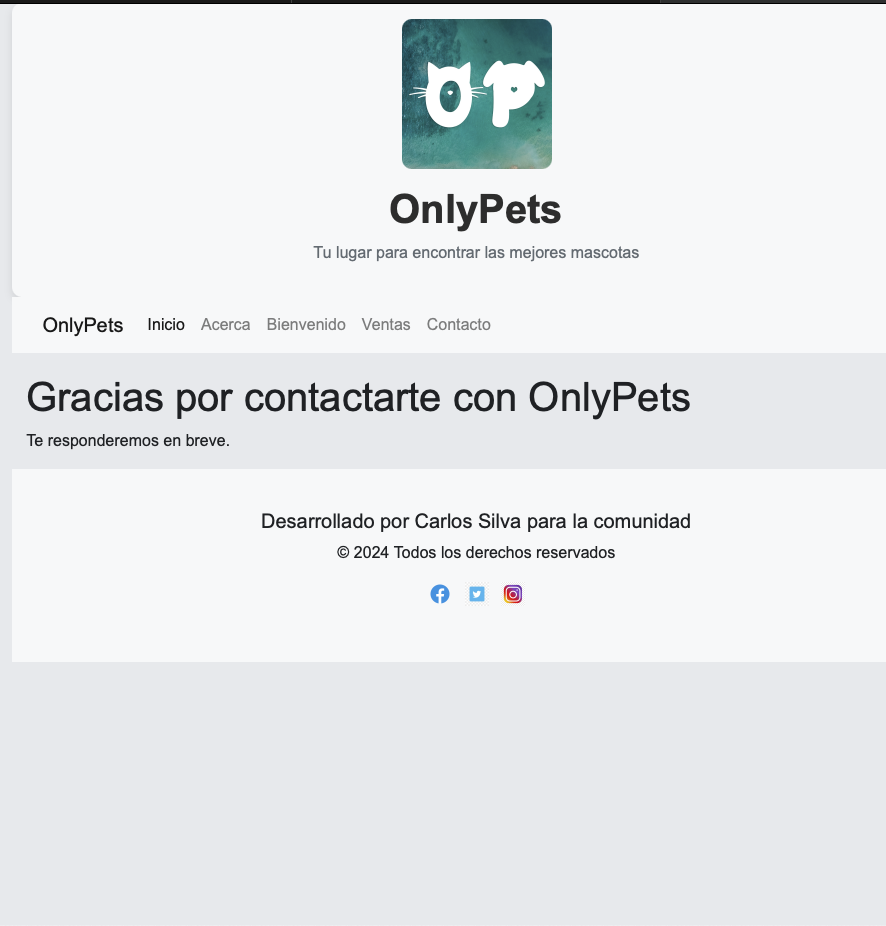 OP
OnlyPets
Tu lugar para encontrar las mejores mascotas
OnlyPets Inicio Acerca Bienvenido Ventas Contacto
Gracias por contactarte con OnlyPets
Te responderemos en breve.
Desarrollado por Carlos Silva para la comunidad
© 2024 Todos los derechos reservados